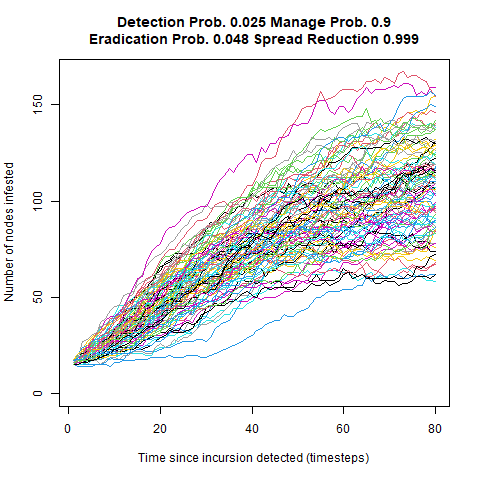 Detection Prob. 0.025 Manage Prob. 0.9
Eradication Prob. 0.048 Spread Reduction 0.999
Number of nodes infested
150
100
50
0
0 20 40 60 80
Time since incursion detected (timesteps)